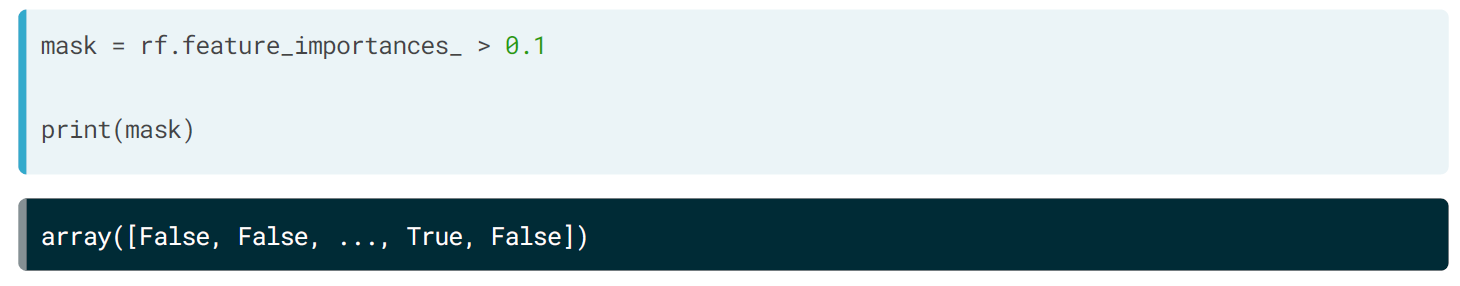 mask = rf.feature_importances_ > 0.1
print(mask)
array([False, False, ..., True, False])